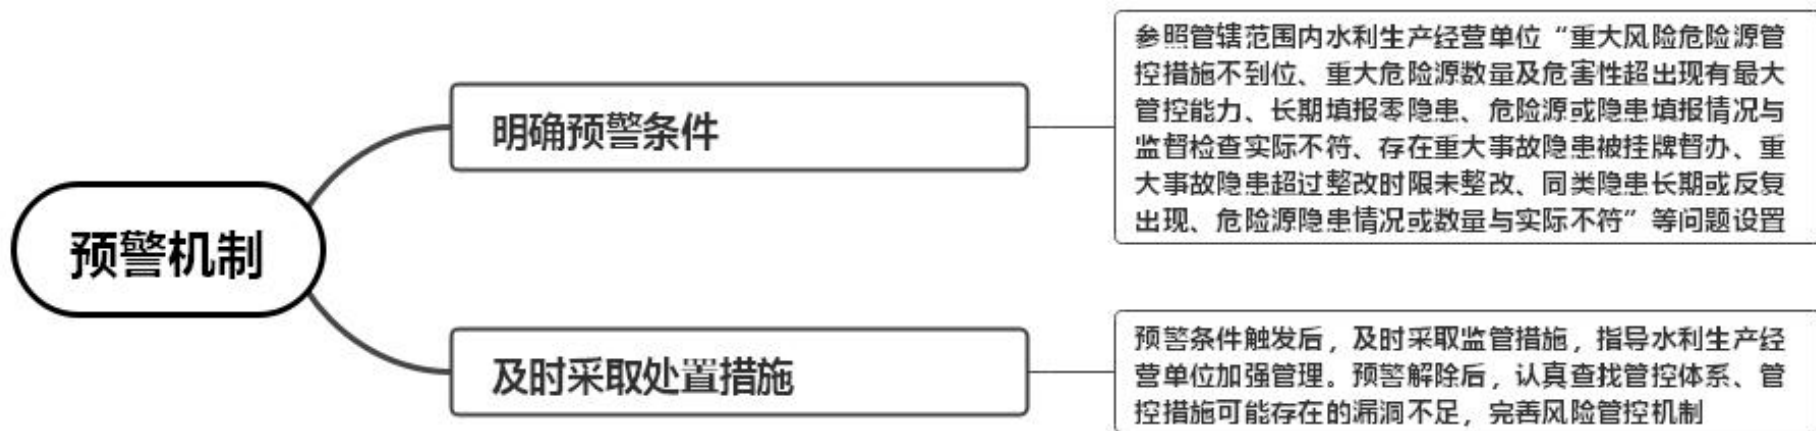 预警机制
明确预警条件
参照管辖范围内水利生产经营单位“重大风险危险源管
控措施不到位、重大危险源数量及危害性超出现有最大
管控能力、长期填报零隐患、危险源或隐患填报情况与
监督检查实际不符、存在重大事故隐患被挂牌督办、重
大事故隐患超过整改时限未整改、同类隐患长期或反复
出现、危险源隐患情况或数量与实际不符”等问题设置
及时采取处置措施
预警条件触发后，及时采取监管措施，指导水利生产经
营单位加强管理。预警解除后，认真查找管控体系、管
控措施可能存在的漏洞不足，完善风险管控机制